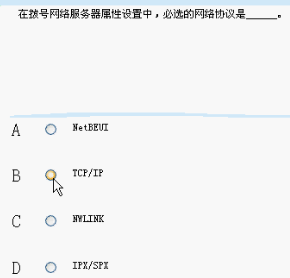 在拨号网络服务器属性设置中，必选的网络协议是_____。
A NetBEUI
B TCP/IP
C NWLINK
D IPX/SPX